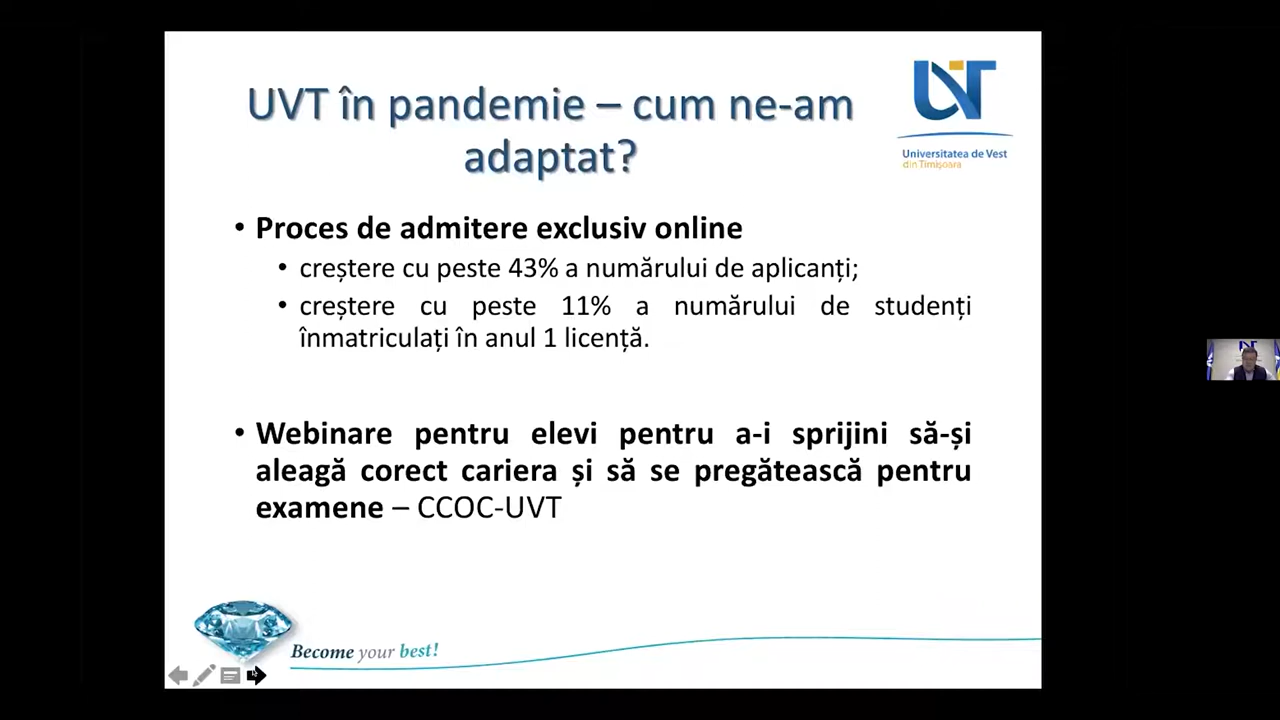 UVT în pandemie – cum ne-am
adaptat?
UVT
Universitatea de Vest
din Timișoara
• Proces de admitere exclusiv online
• creștere cu peste 43% a numărului de aplicanți;
• creștere cu peste 11% a numărului de studenți
înmatriculați în anul 1 licență.
• Webinare pentru elevi pentru a-i sprijini să-și
aleagă corect cariera și să se pregătească pentru
examene – CCOC-UVT
Become your best!